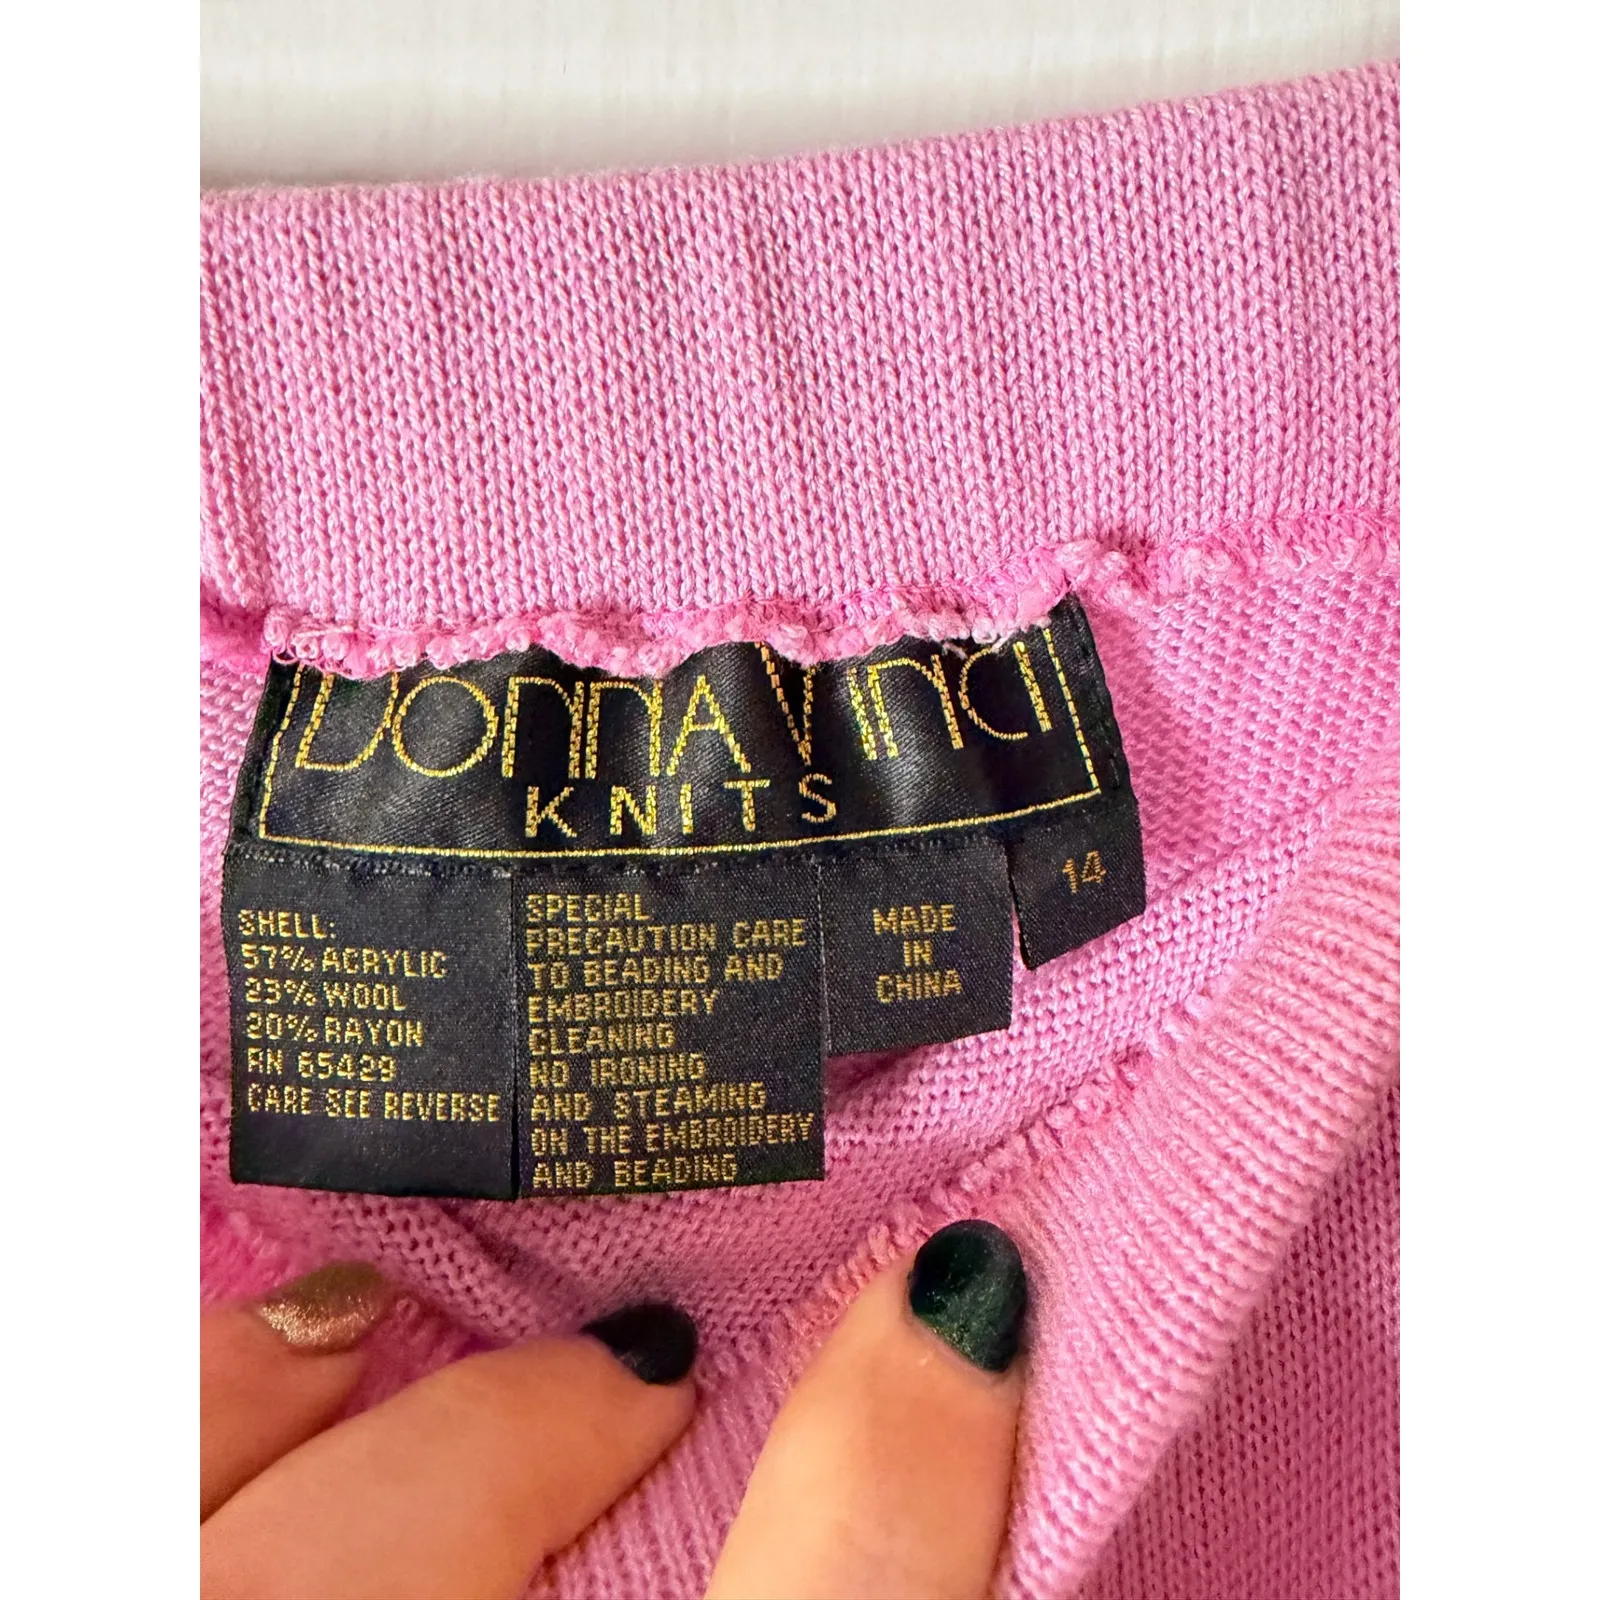 Donna Vinci
KNITS
14
SHELL:
57% ACRYLIC
23% WOOL
20% RAYON
RN 65429
CARE SEE REVERSE
SPECIAL
PRECAUTION CARE
TO BEADING AND
EMBROIDERY
CLEANING
NO IRONING
AND STEAMING
ON THE EMBROIDERY
AND BEADING
MADE
IN
CHINA